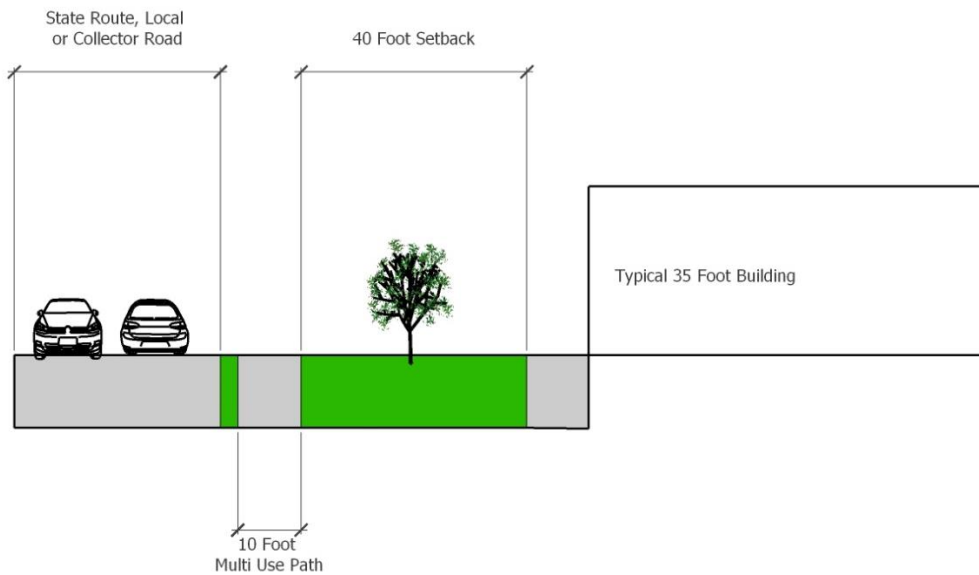 State Route, Local
or Collector Road
40 Foot Setback
Typical 35 Foot Building
10 Foot
Multi Use Path